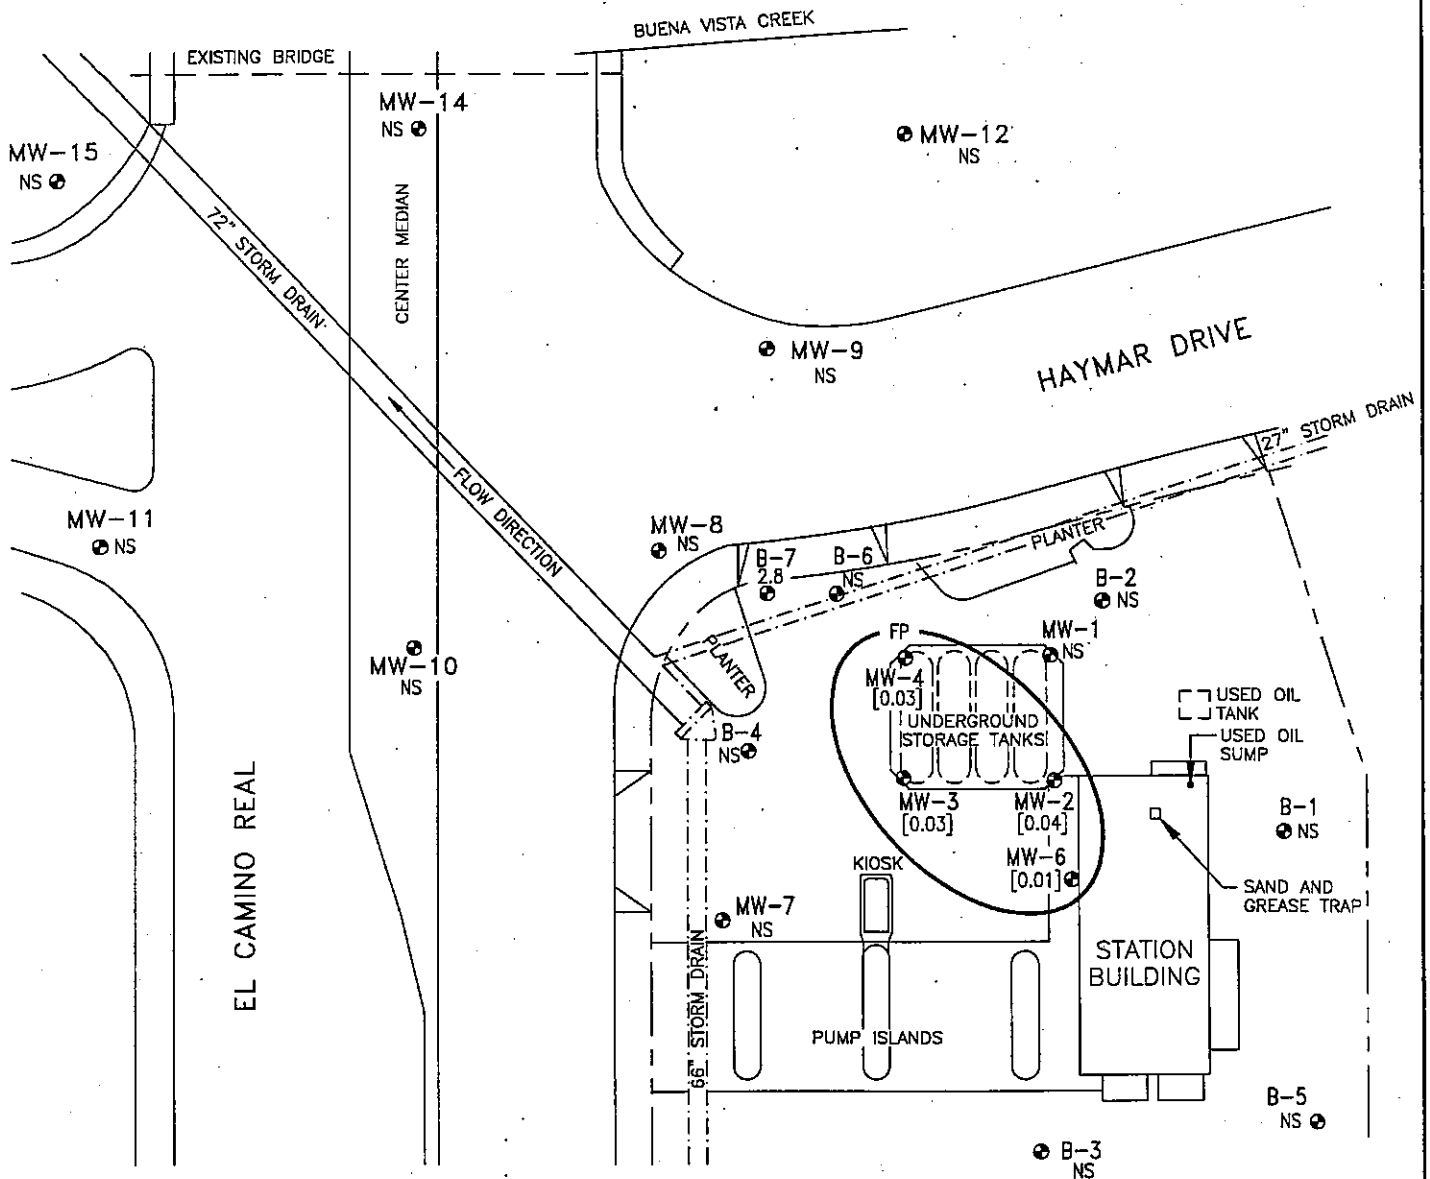 BUENA VISTA CREEK
EXISTING BRIDGE
MW-14
NS
MW-12
NS
MW-15
NS
CENTER MEDIAN
72" STORM DRAIN
MW-9
NS
HAYMAR DRIVE
27" STORM DRAIN
FLOW DIRECTION
MW-11
NS
MW-8
NS
B-7
2.8
B-6
NS
PLANTER
B-2
NS
FP
MW-1
NS
MW-10
NS
PLANTER
MW-4
[0.03]
UNDERGROUND
STORAGE TANKS
USED OIL
TANK
USED OIL
SUMP
B-4
NS
MW-3
[0.03]
MW-2
[0.04]
B-1
NS
EL CAMINO REAL
KIOSK
MW-6
[0.01]
SAND AND
GREASE TRAP
MW-7
NS
66" STORM DRAIN
STATION
BUILDING
PUMP ISLANDS
B-5
NS
B-3
NS